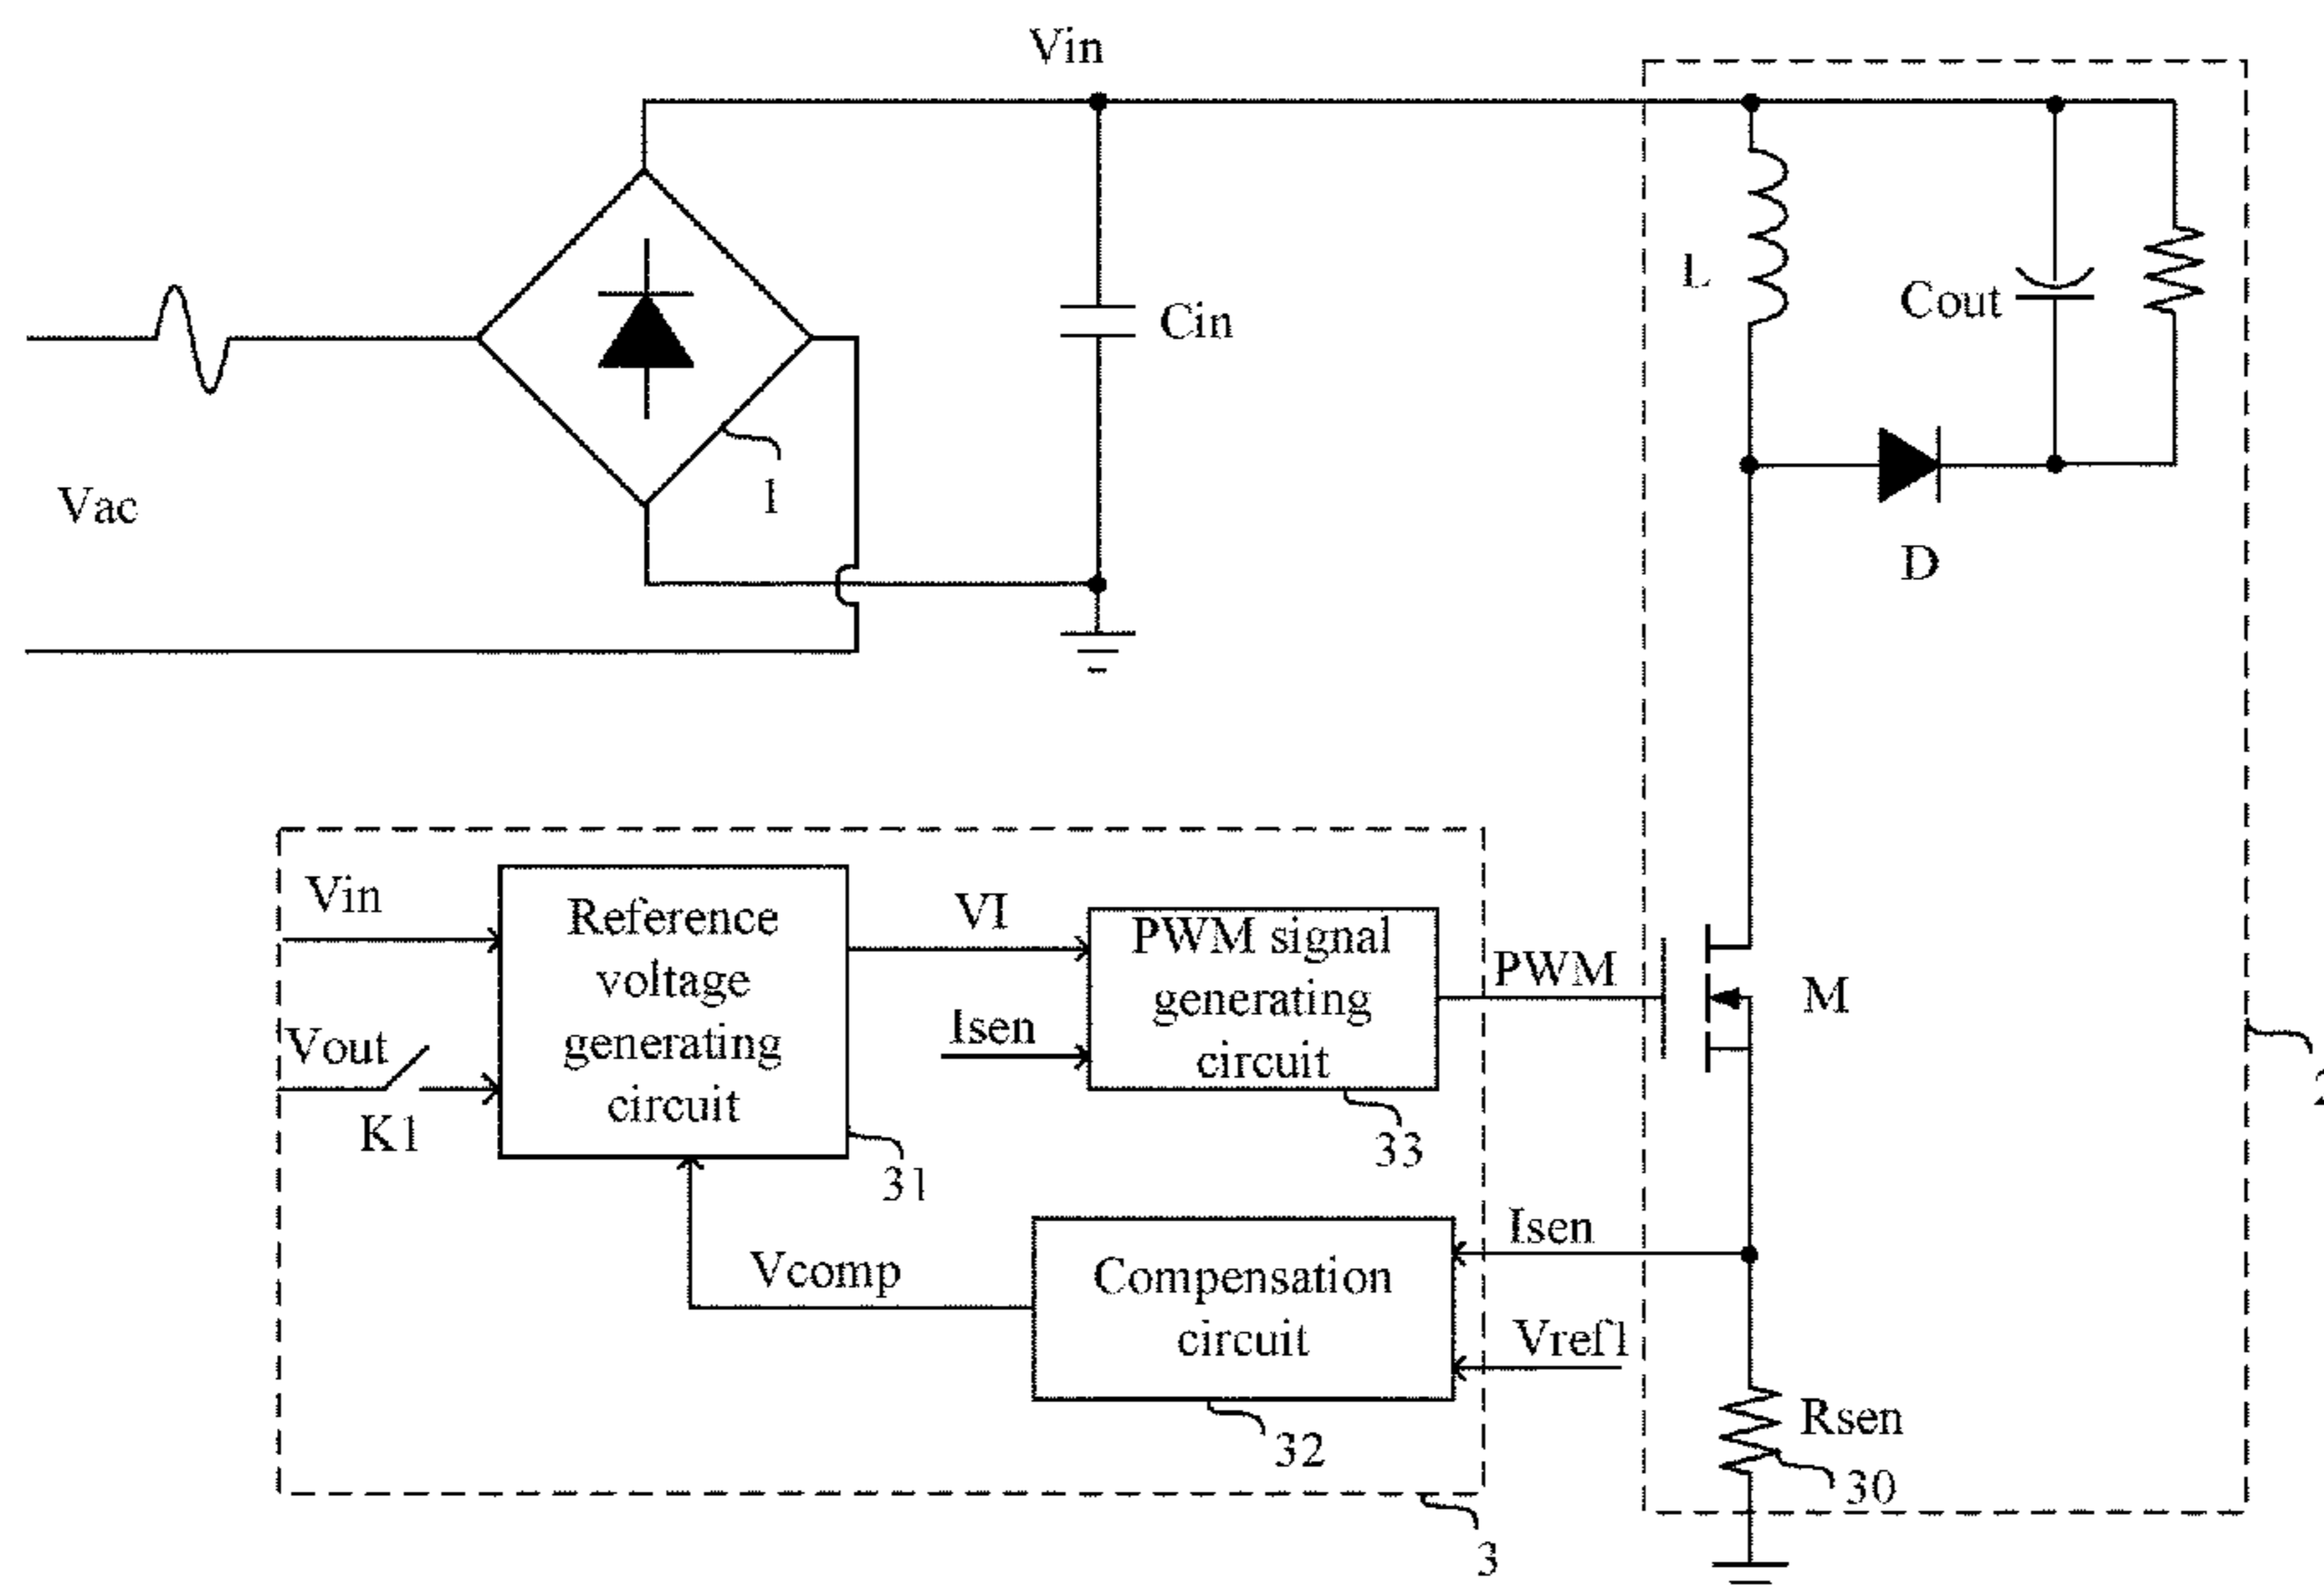 Vin
L
Cout
Cin
1
Vac
D
Vin
Reference
voltage
generating
circuit
VI
PWM signal
generating
circuit
PWM
M
Isen
Vout
K1
31
33
2
Isen
Vcomp
Compensation
circuit
Vref1
Rsen
32
30
3